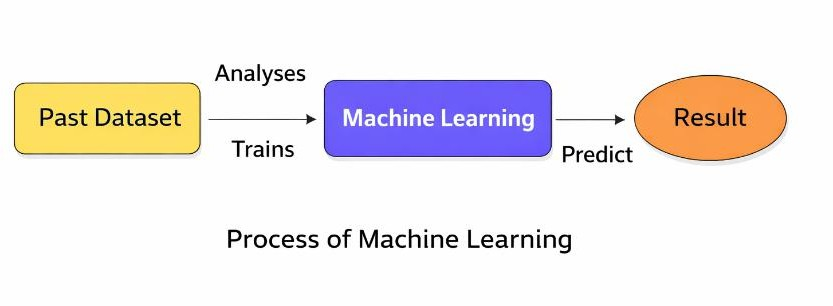 Analyses
Past Dataset
Machine Learning
Result
Trains
Predict
Process of Machine Learning